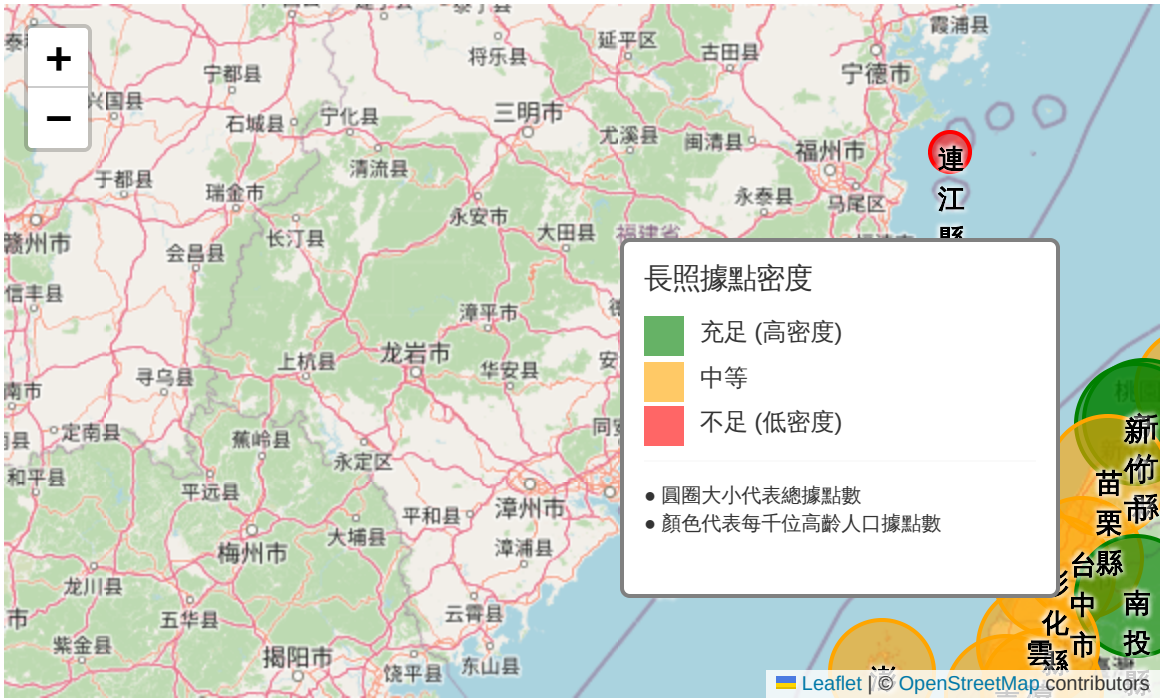 霞浦县
延平区
古田县
将乐县
宁德市
宁都县
兴国县
三明市
宁化县
石城县
尤溪县
闽清县
福州市
連江
清流县
于都县
瑞金市
永泰县
马尾区
永安市
大田县
福建省
赣州市
长汀县
会昌县
信丰县
長照據點密度
漳平市
充足 (高密度)
龙岩市
上杭县
华安县
中等
寻乌县
南市
不足 (低密度)
定南县
蕉岭县
永定区
和平县
平远县
新竹市
苗栗縣
● 圓圈大小代表總據點數
● 顏色代表每千位高齡人口據點數
漳州市
平和县
梅州市
大埔县
漳浦县
龙川县
台中市
南投
云霄县
五华县
化縣
紫金县
揭阳市
饶平县
东山县
雲
+
−
Leaflet | © OpenStreetMap contributors